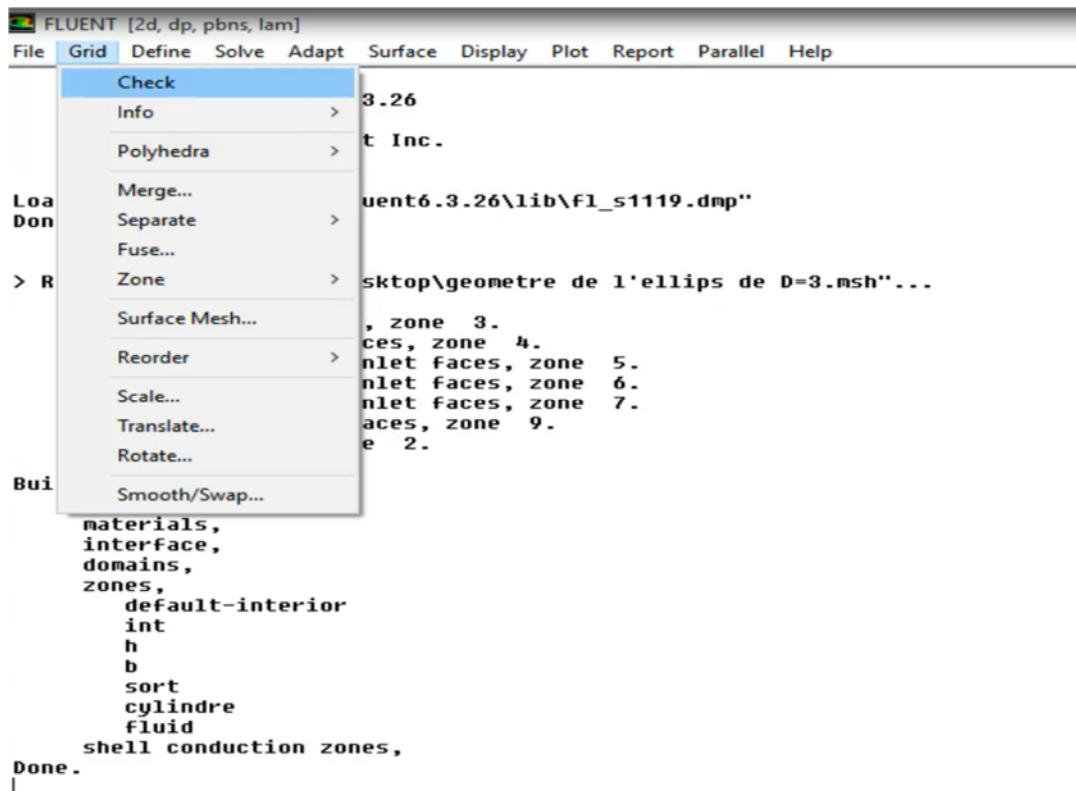 FLUENT [2d, dp, pbns, lam]
File Grid Define Solve Adapt Surface Display Plot Report Parallel Help
Check
Info >
Polyhedra >
Merge...
Separate >
Fuse...
Zone >
Surface Mesh...
Reorder >
Scale...
Translate...
Rotate...
Smooth/Swap...
3.26
t Inc.
Loa uent6.3.26\lib\fl_s1119.dmp"
Don
> R sktop\geometre de l'ellips de D=3.msh"...
, zone 3.
ces, zone 4.
nlet faces, zone 5.
nlet faces, zone 6.
nlet faces, zone 7.
aces, zone 9.
e 2.
Bui
materials,
interface,
domains,
zones,
default-interior
int
h
b
sort
cylindre
fluid
shell conduction zones,
Done.